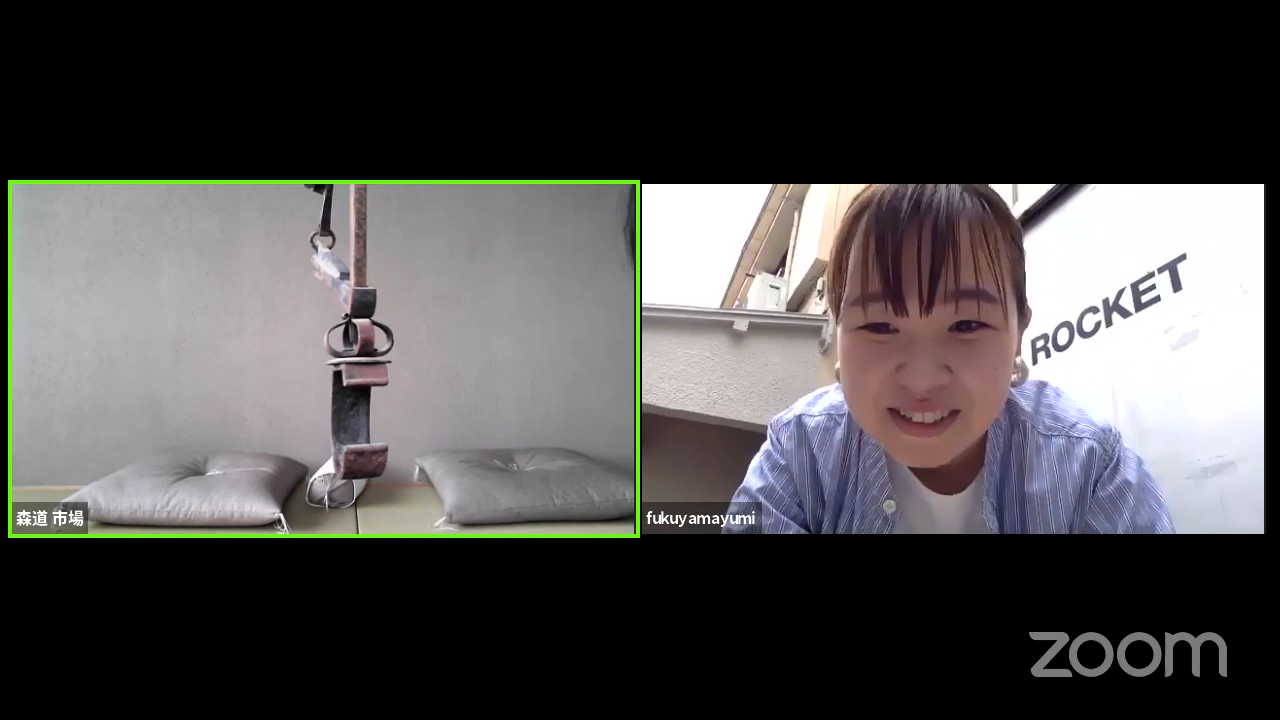 森道 市場
fukuyamayumi
ROCKET
zoom